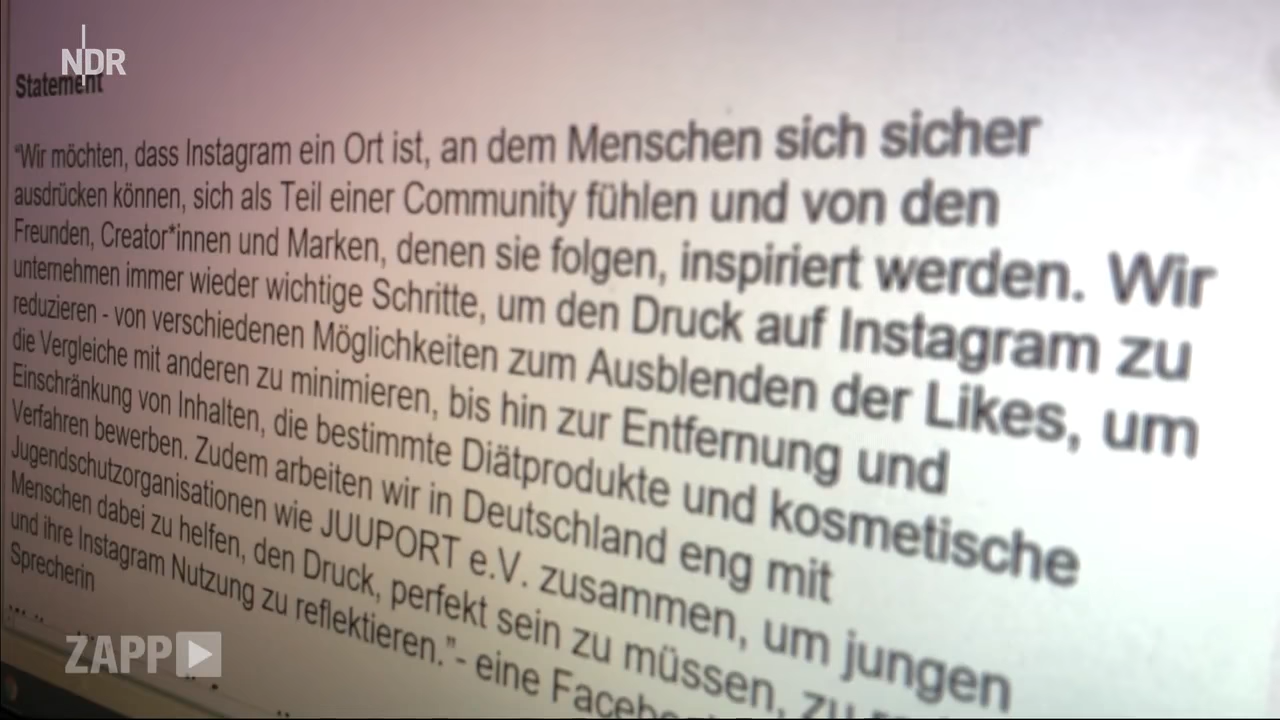 NDR
Statement
"Wir möchten, dass Instagram ein Ort ist, an dem Menschen sich sicher
ausdrücken können, sich als Teil einer Community fühlen und von den
Freunden, Creator*innen und Marken, denen sie folgen, inspiriert werden. Wir
unternehmen immer wieder wichtige Schritte, um den Druck auf Instagram zu
reduzieren - von verschiedenen Möglichkeiten zum Ausblenden der Likes, um
die Vergleiche mit anderen zu minimieren, bis hin zur Entfernung und
Einschränkung von Inhalten, die bestimmte Diätprodukte und kosmetische
Verfahren bewerben. Zudem arbeiten wir in Deutschland eng mit
Jugendschutzorganisationen wie JUUPORT e.V. zusammen, um jungen
Menschen dabei zu helfen, den Druck, perfekt sein zu müssen, zu
und ihre Instagram Nutzung zu reflektieren."- eine
Sprecherin
ZAPP